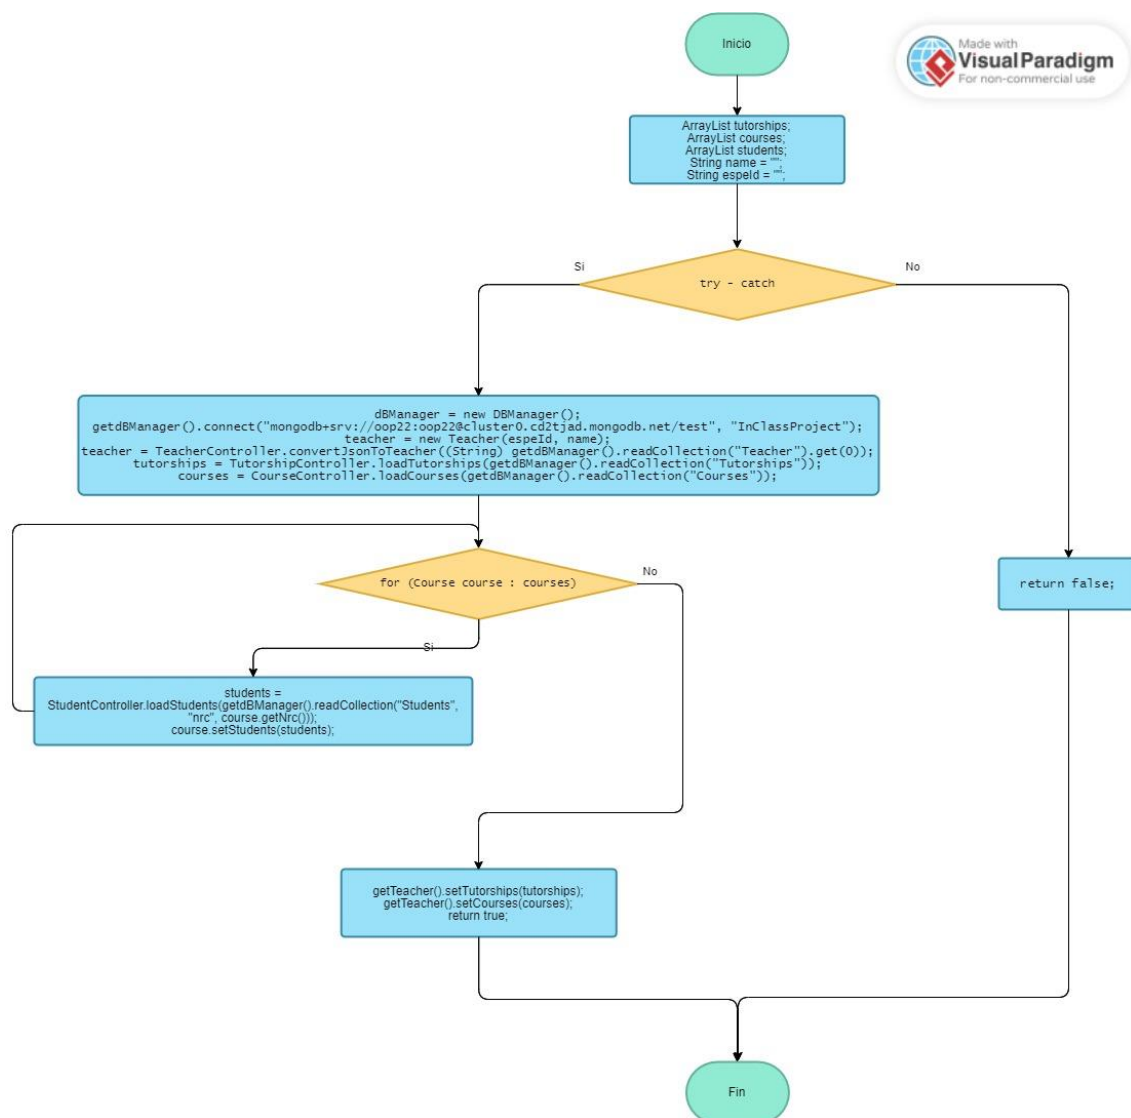 Inicio
Made with
Visual Paradigm
For non-commercial use
ArrayList tutorships;
ArrayList courses;
ArrayList students;
String name = "";
String espeId = "";
Si
No
try - catch
dBManager = new DBManager();
getdBManager().connect("mongodb+srv://oop22:oop22@cluster0.cd2tjad.mongodb.net/test", "InClassProject");
teacher = new Teacher(espeId, name);
teacher = TeacherController.convertJsonToTeacher((String) getdBManager().readCollection("Teacher").get(0));
tutorships = TutorshipController.loadTutorships(getdBManager().readCollection("Tutorships"));
courses = CourseController.loadCourses(getdBManager().readCollection("Courses"));
for (Course course : courses)
No
return false;
Si
students =
StudentController.loadStudents(getdBManager().readCollection("Students",
"nrc", course.getNrc()));
course.setStudents(students);
getTeacher().setTutorships(tutorships);
getTeacher().setCourses(courses);
return true;
Fin